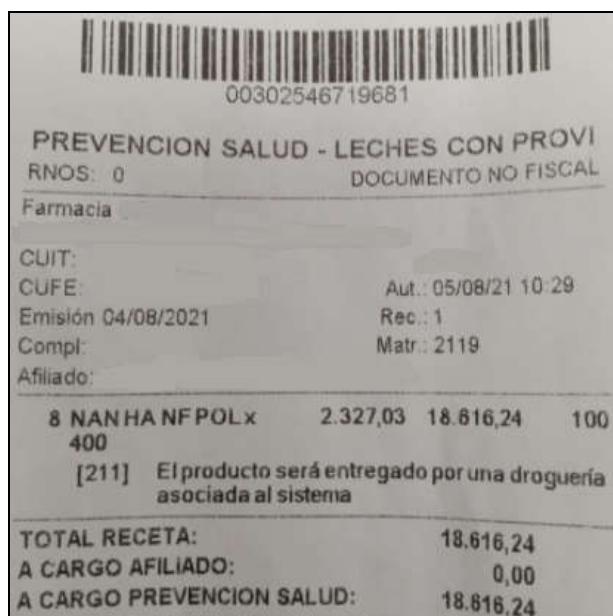 00302546719681
PREVENCION SALUD - LECHES CON PROVI
RNOS: 0 DOCUMENTO NO FISCAL
Farmacia
CUIT:
CUFE: Aut.: 05/08/21 10:29
Emisión 04/08/2021 Rec.: 1
Compl: Matr.: 2119
Afiliado:
8 NAN HA NF POL x 2.327,03 18.616,24 100
400
[211] El producto será entregado por una droguería
asociada al sistema
TOTAL RECETA: 18.616,24
A CARGO AFILIADO: 0,00
A CARGO PREVENCION SALUD: 18.616,24